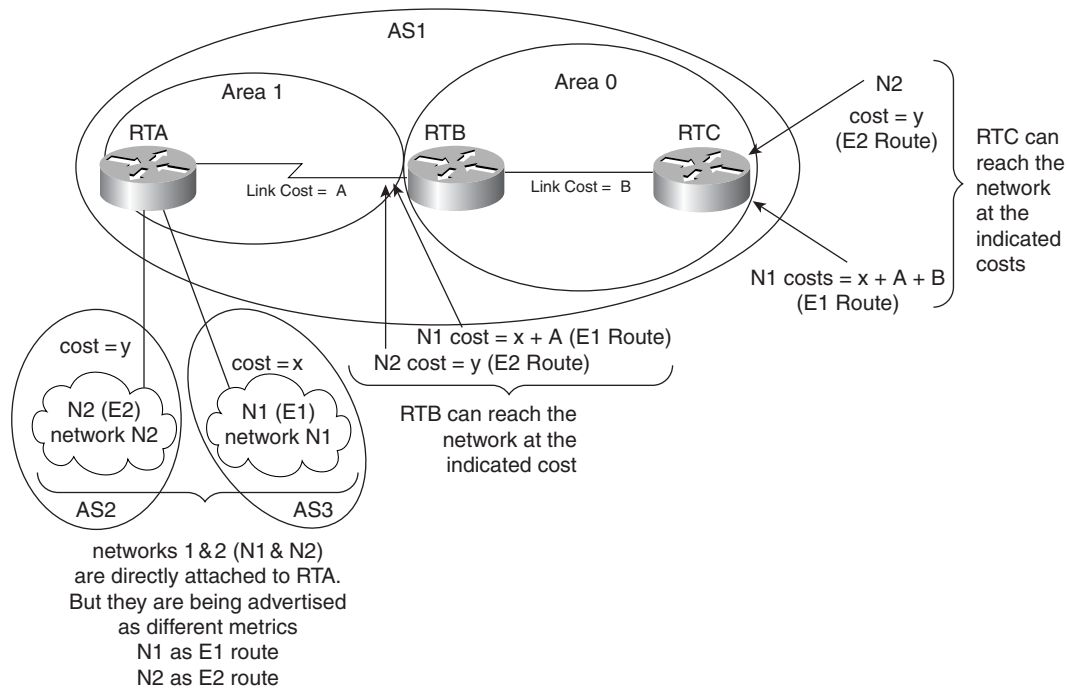 AS1
Area 1
Area 0
RTA
RTB
RTC
Link Cost = A
Link Cost = B
N2
cost = y
(E2 Route)
N1 costs = x + A + B
(E1 Route)
RTC can
reach the
network
at the
indicated
costs
N1 cost = x + A (E1 Route)
N2 cost = y (E2 Route)
RTB can reach the
network at the
indicated cost
cost = y
N2 (E2)
network N2
AS2
cost = x
N1 (E1)
network N1
AS3
networks 1 & 2 (N1 & N2)
are directly attached to RTA.
But they are being advertised
as different metrics
N1 as E1 route
N2 as E2 route